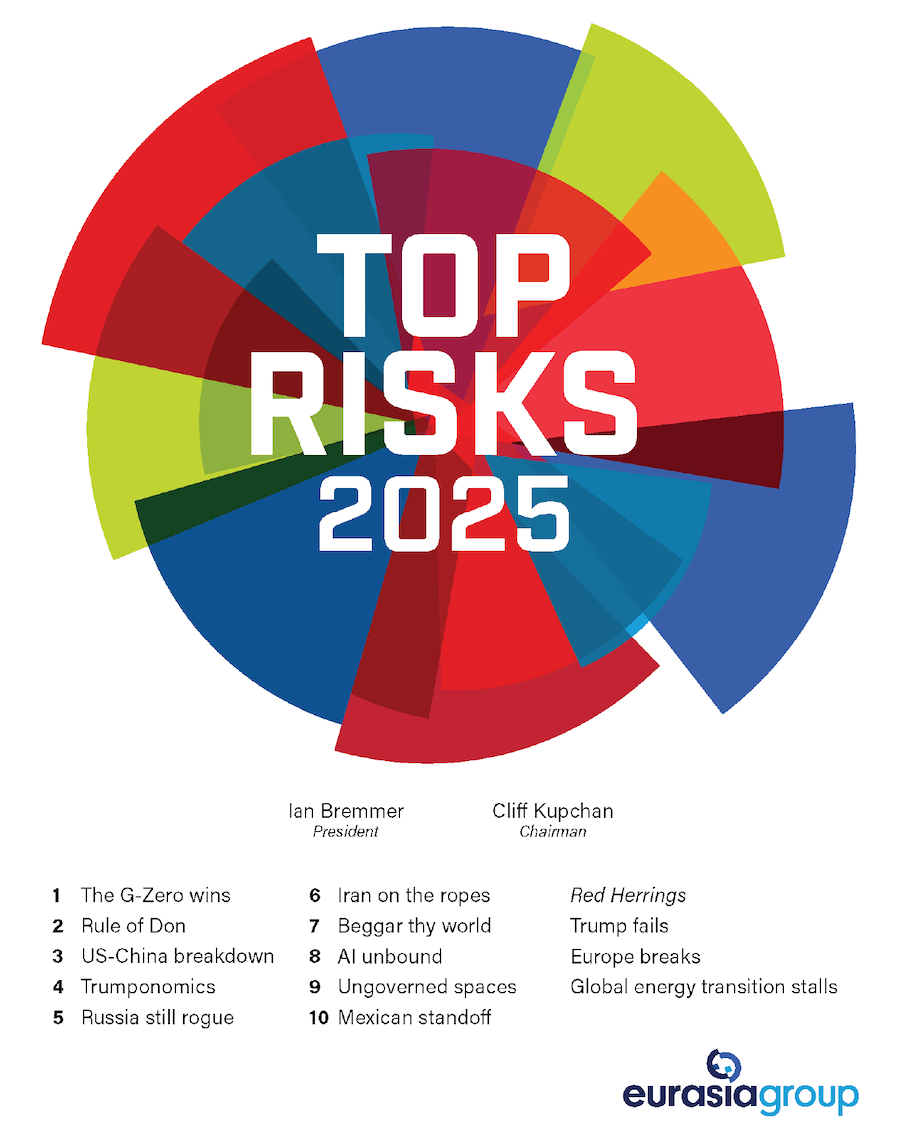 TOP
RISKS
2025
Ian Bremmer
President
Cliff Kupchan
Chairman
1 The G-Zero wins
2 Rule of Don
3 US-China breakdown
4 Trumponomics
5 Russia still rogue
6 Iran on the ropes
7 Beggar thy world
8 AI unbound
9 Ungoverned spaces
10 Mexican standoff
Red Herrings
Trump fails
Europe breaks
Global energy transition stalls
eurasiagroup